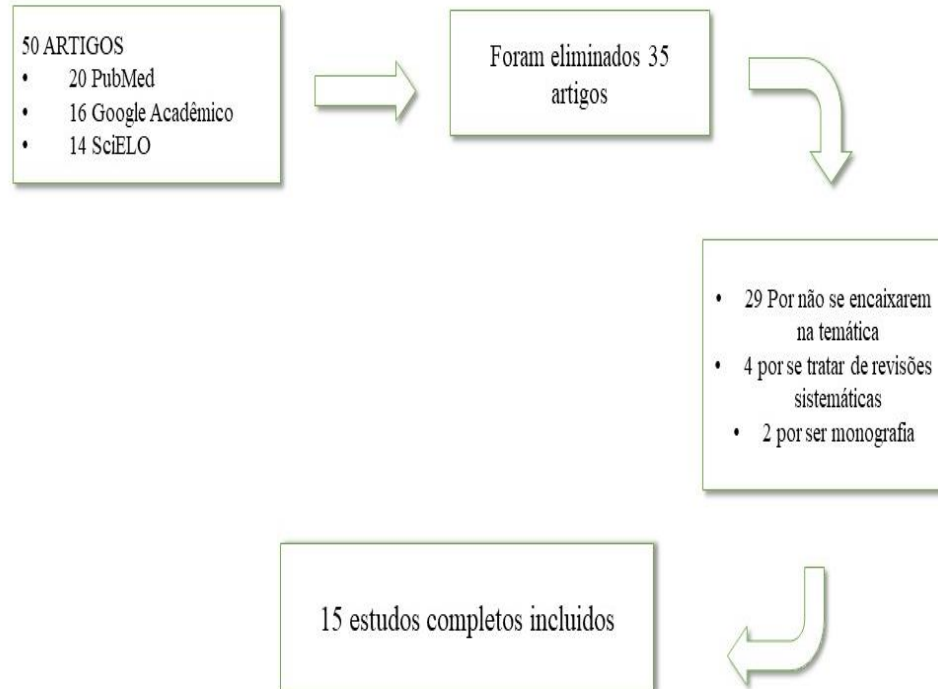 50 ARTIGOS
• 20 PubMed
• 16 Google Acadêmico
• 14 SciELO
Foram eliminados 35
artigos
• 29 Por não se encaixarem
na temática
• 4 por se tratar de revisões
sistemáticas
• 2 por ser monografia
15 estudos completos incluidos